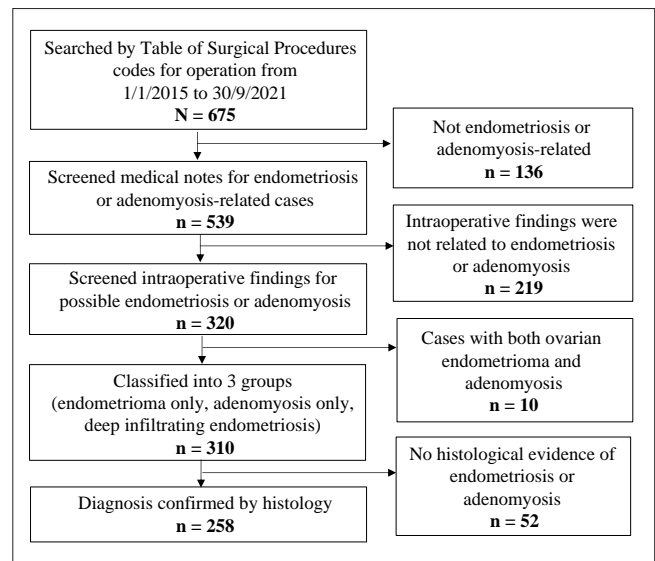 Searched by Table of Surgical Procedures
codes for operation from
1/1/2015 to 30/9/2021
N = 675
Not endometriosis or
adenomyosis-related
n = 136
Screened medical notes for endometriosis
or adenomyosis-related cases
n = 539
Intraoperative findings were
not related to endometriosis
or adenomyosis
n = 219
Screened intraoperative findings for
possible endometriosis or adenomyosis
n = 320
Cases with both ovarian
endometrioma and
adenomyosis
n = 10
Classified into 3 groups
(endometrioma only, adenomyosis only,
deep infiltrating endometriosis)
n = 310
No histological evidence of
endometriosis or
adenomyosis
n = 52
Diagnosis confirmed by histology
n = 258